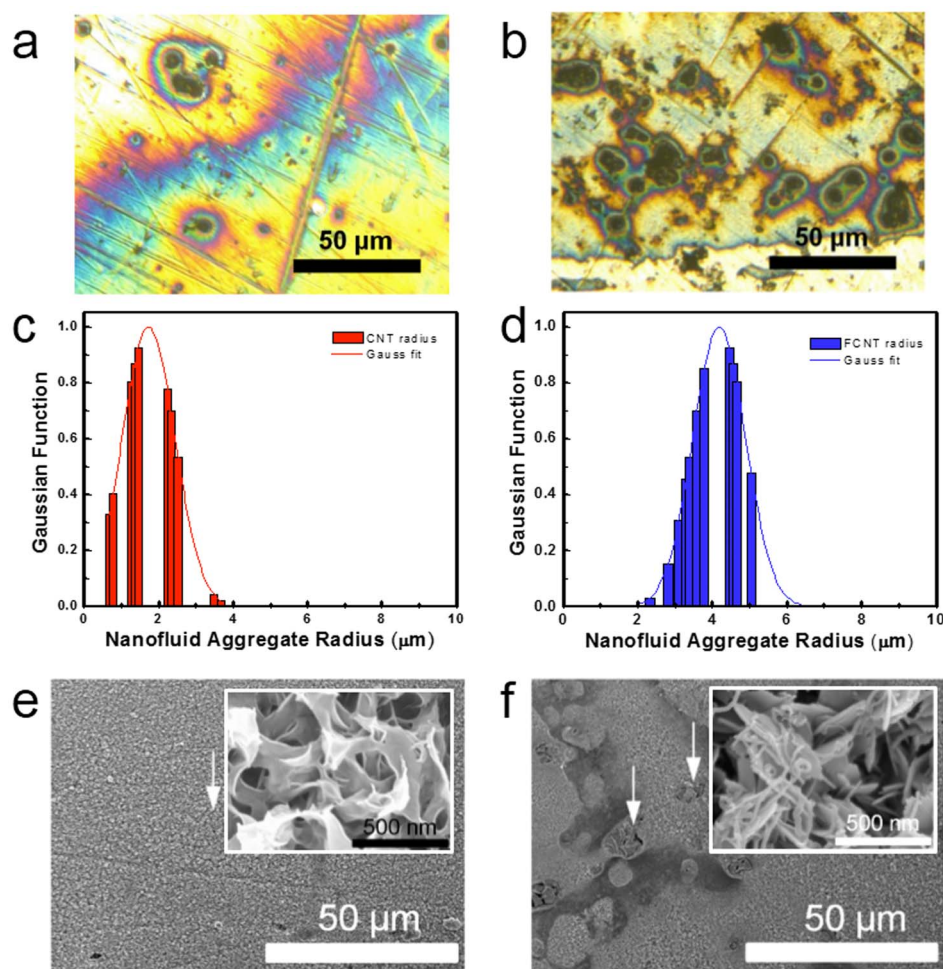 a
50 μm
b
50 μm
c
1.0
0.8
0.6
0.4
0.2
0.0
Gaussian Function
CNT radius
Gauss fit
0
2
4
6
8
10
Nanofluid Aggregate Radius (μm)
d
1.0
0.8
0.6
0.4
0.2
0.0
Gaussian Function
FCNT radius
Gauss fit
0
2
4
6
8
10
Nanofluid Aggregate Radius (μm)
e
500 nm
50 μm
f
500 nm
50 μm